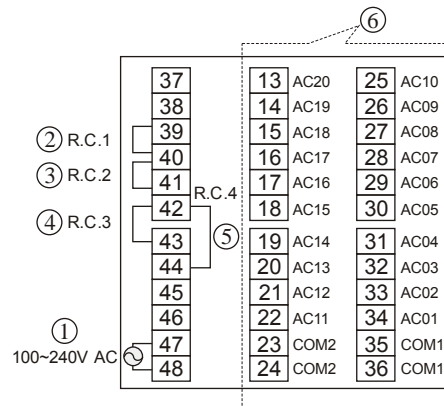 ⑥
37 13 AC20 25 AC10
38 14 AC19 26 AC09
② R.C.1 39 15 AC18 27 AC08
40 16 AC17 28 AC07
③ R.C.2 41 17 AC16 29 AC06
R.C.4
④ R.C.3 42 18 AC15 30 AC05
⑤
43 19 AC14 31 AC04
44 20 AC13 32 AC03
45 21 AC12 33 AC02
46 22 AC11 34 AC01
①
100~240V AC 47 23 COM2 35 COM1
48 24 COM2 36 COM1